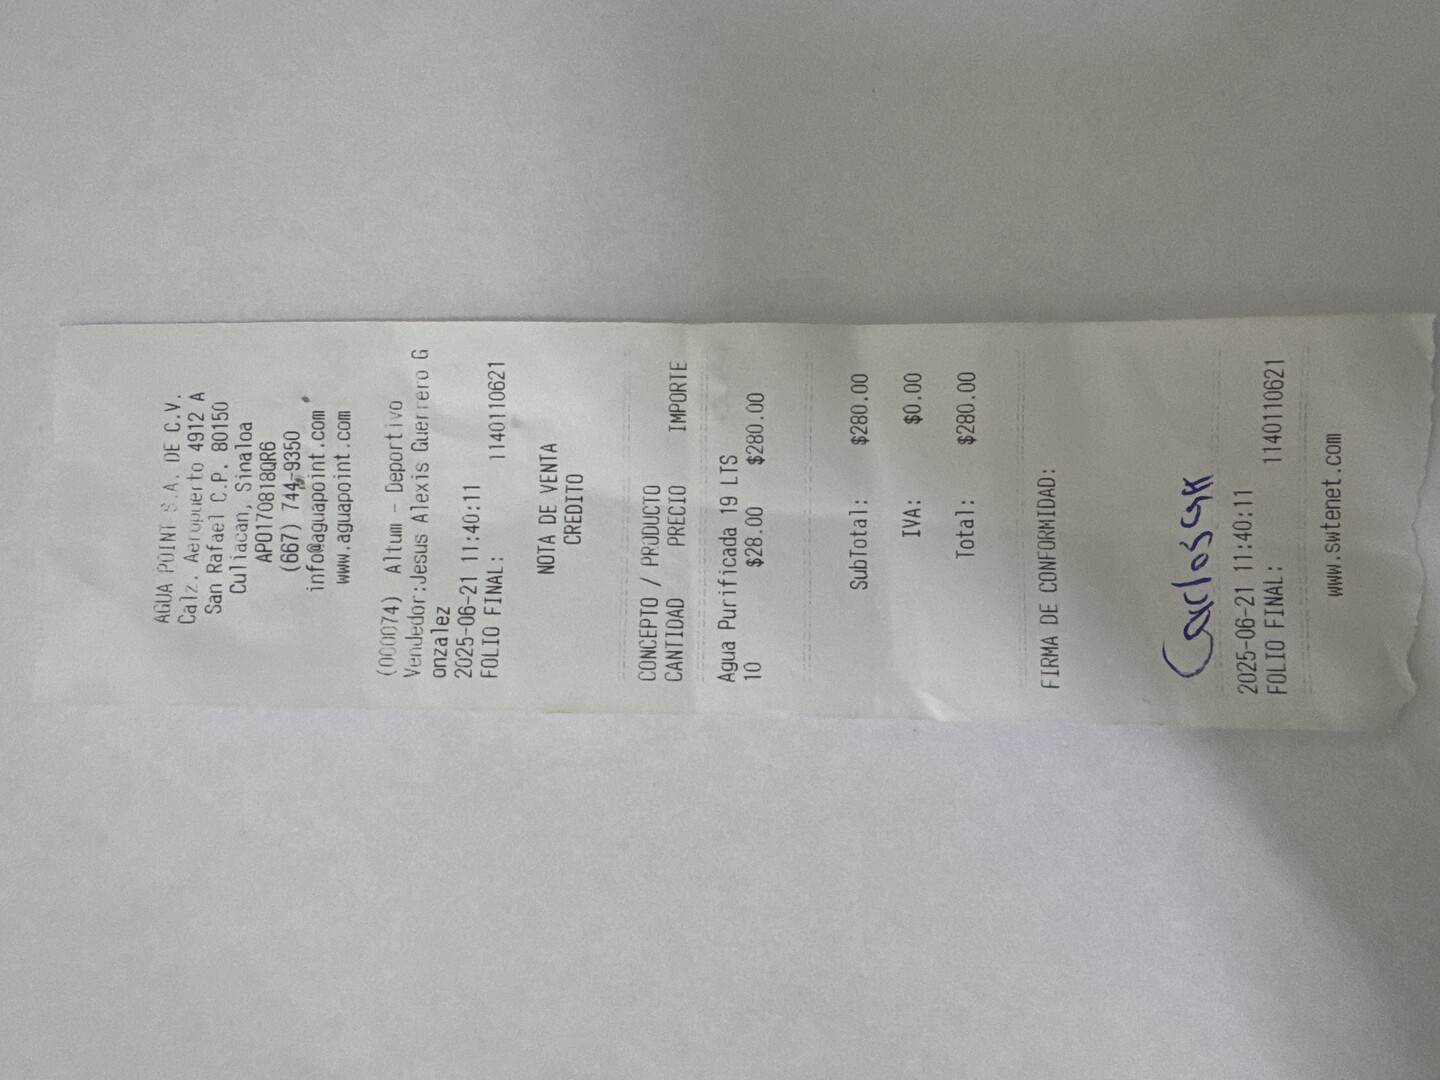 AGUA POINT S.A. DE C.V.
Calz. Aeropuerto 4912 A
San Rafael C.P. 80150
Culiacan, Sinaloa
APO170818QR6
(667) 744-9350
info@aguapoint.com
www.aguapoint.com
(000074) Altum - Deportivo
Vendedor:Jesus Alexis Guerrero G
onzalez
2025-06-21 11:40:11
FOLIO FINAL: 1140110621
NOTA DE VENTA
CREDITO
CONCEPTO / PRODUCTO
CANTIDAD PRECIO IMPORTE
Agua Purificada 19 LTS
10 $28.00 $280.00
SubTotal: $280.00
IVA: $0.00
Total: $280.00
FIRMA DE CONFORMIDAD:
Carlos
2025-06-21 11:40:11
FOLIO FINAL: 1140110621
www.swtenet.com